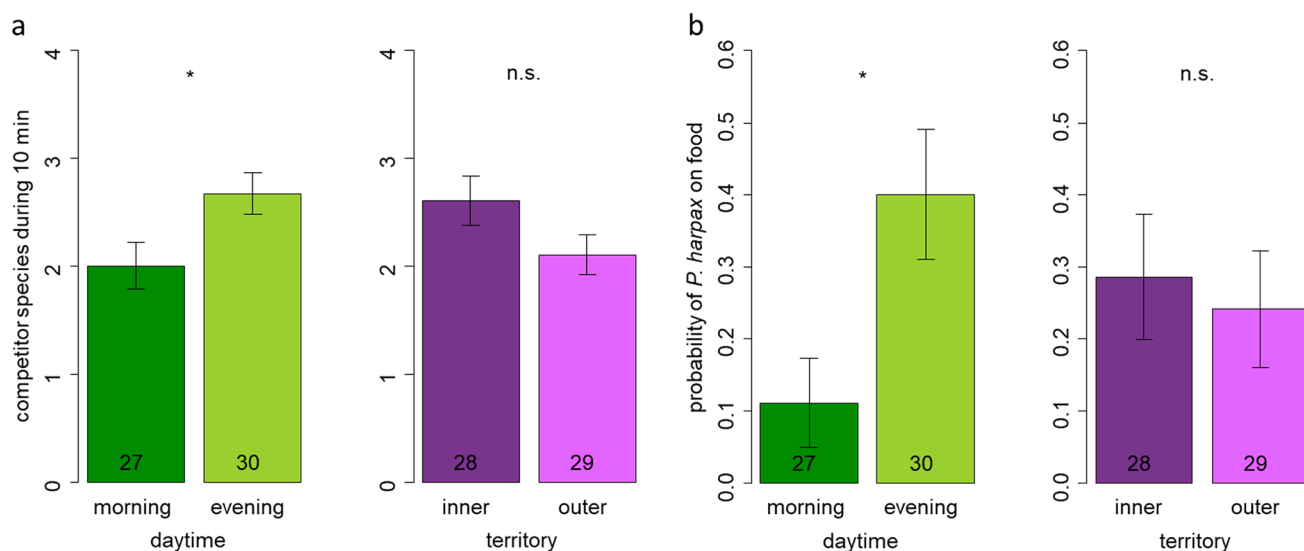 a
competitor species during 10 min
4
3
2
1
0
*
27
30
morning
evening
daytime
4
3
2
1
0
n.s.
28
29
inner
outer
territory
b
probability of P. harpax on food
0.6
0.5
0.4
0.3
0.2
0.1
0.0
*
27
30
morning
evening
daytime
0.6
0.5
0.4
0.3
0.2
0.1
0.0
n.s.
28
29
inner
outer
territory